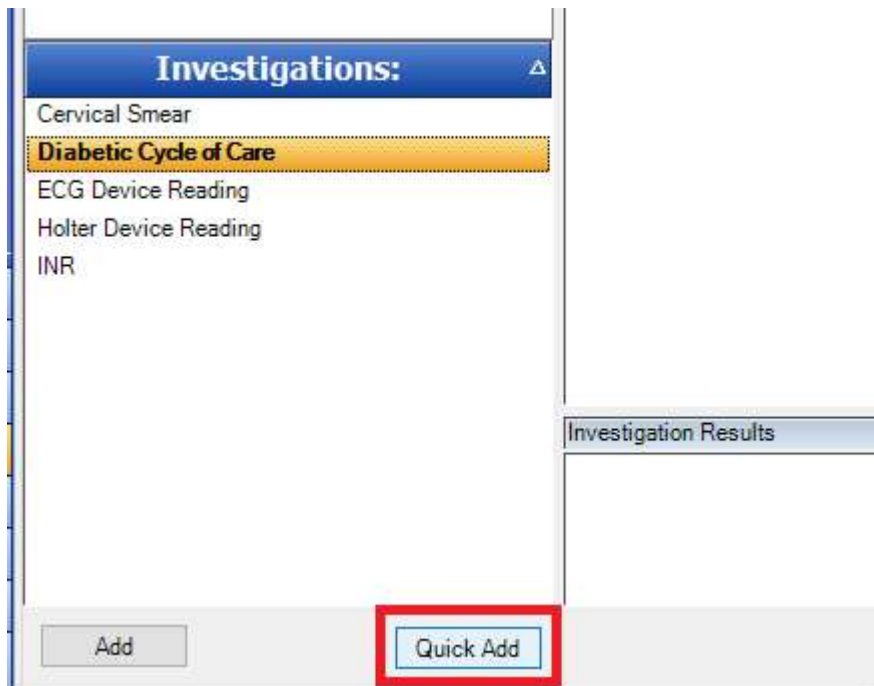 Investigations:
Cervical Smear
Diabetic Cycle of Care
ECG Device Reading
Holter Device Reading
INR
Investigation Results
Add
Quick Add